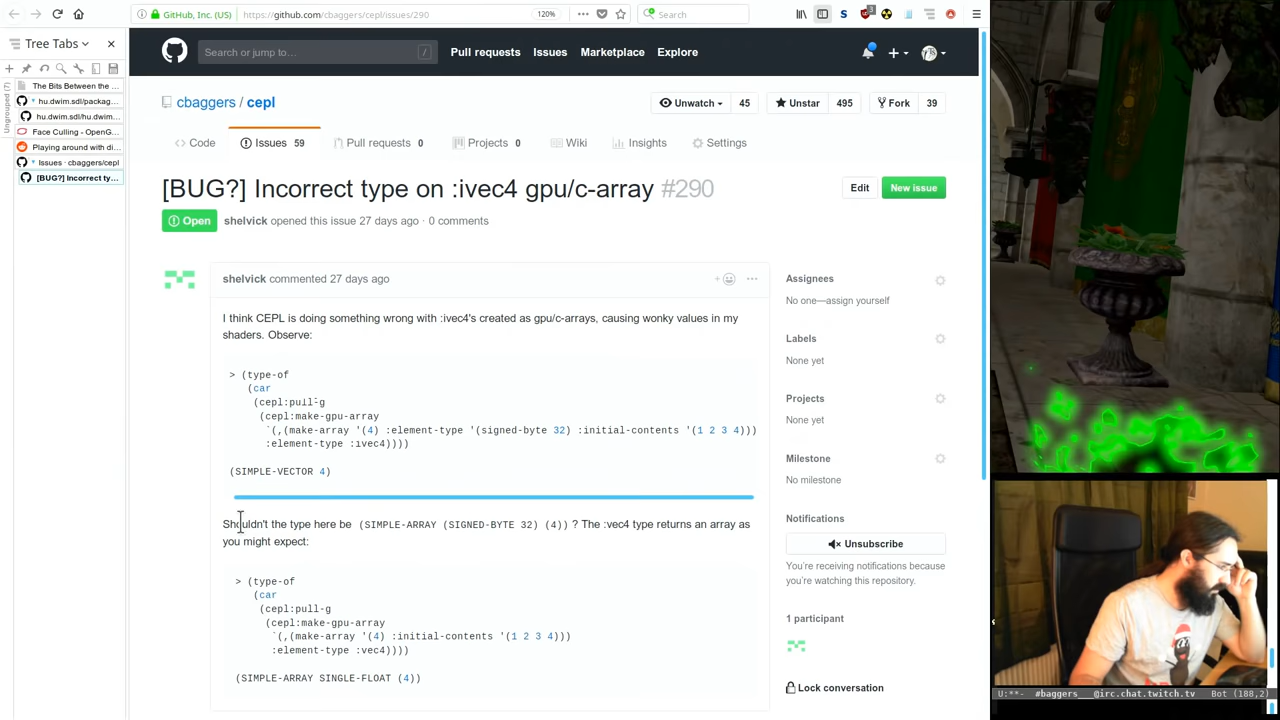 GitHub, Inc. (US)
https://github.com/cbaggers/cepl/issues/290
120%
Search
3
Tree Tabs
Ungrouped (7)
The Bits Between the ...
hu.dwim.sdl/packag...
hu.dwim.sdl/hu.dwim...
Face Culling - OpenG...
Playing around with di...
Issues · cbaggers/cepl
[BUG?] Incorrect ty...
Search or jump to...
/
Pull requests
Issues
Marketplace
Explore
cbaggers / cepl
Unwatch
45
Unstar
495
Fork
39
Code
Issues 59
Pull requests 0
Projects 0
Wiki
Insights
Settings
[BUG?] Incorrect type on :ivec4 gpu/c-array #290
Edit
New issue
Open
shelvick opened this issue 27 days ago · 0 comments
shelvick commented 27 days ago
I think CEPL is doing something wrong with :ivec4's created as gpu/c-arrays, causing wonky values in my
shaders. Observe:
> (type-of
(car
(cepl:pull-g
(cepl:make-gpu-array
`(,(make-array '(4) :element-type '(signed-byte 32) :initial-contents '(1 2 3 4)))
:element-type :ivec4))))
(SIMPLE-VECTOR 4)
Shouldn't the type here be (SIMPLE-ARRAY (SIGNED-BYTE 32) (4)) ? The :vec4 type returns an array as
you might expect:
> (type-of
(car
(cepl:pull-g
(cepl:make-gpu-array
`(,(make-array '(4) :initial-contents '(1 2 3 4)))
:element-type :vec4))))
(SIMPLE-ARRAY SINGLE-FLOAT (4))
Assignees
No one—assign yourself
Labels
None yet
Projects
None yet
Milestone
No milestone
Notifications
Unsubscribe
You're receiving notifications because
you're watching this repository.
1 participant
Lock conversation
U:**- #baggers___@irc.chat.twitch.tv Bot (188,2)